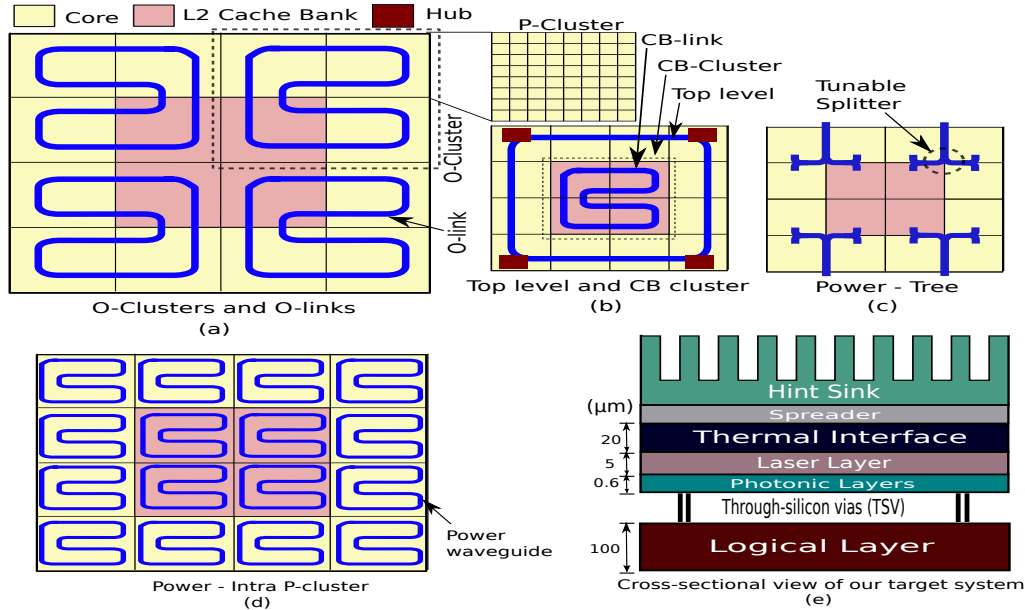 Core
L2 Cache Bank
Hub
O-Cluster
O-link
O-Clusters and O-links
(a)
P-Cluster
CB-link
CB-Cluster
Top level
Top level and CB cluster
(b)
Tunable
Splitter
Power - Tree
(c)
Power
waveguide
Power - Intra P-cluster
(d)
(μm)
Hint Sink
Spreader
20
Thermal Interface
5
Laser Layer
0.6
Photonic Layers
Through-silicon vias (TSV)
100
Logical Layer
Cross-sectional view of our target system
(e)